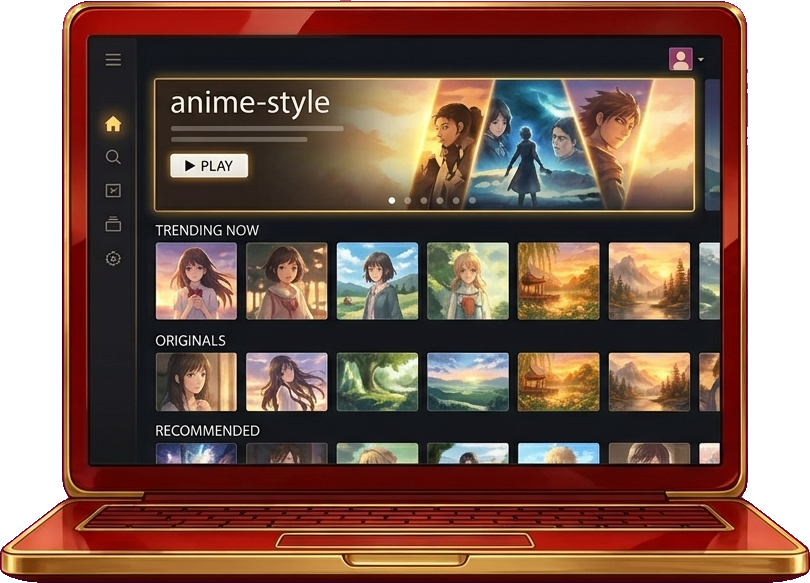 anime-style
PLAY
TRENDING NOW
ORIGINALS
RECOMMENDED